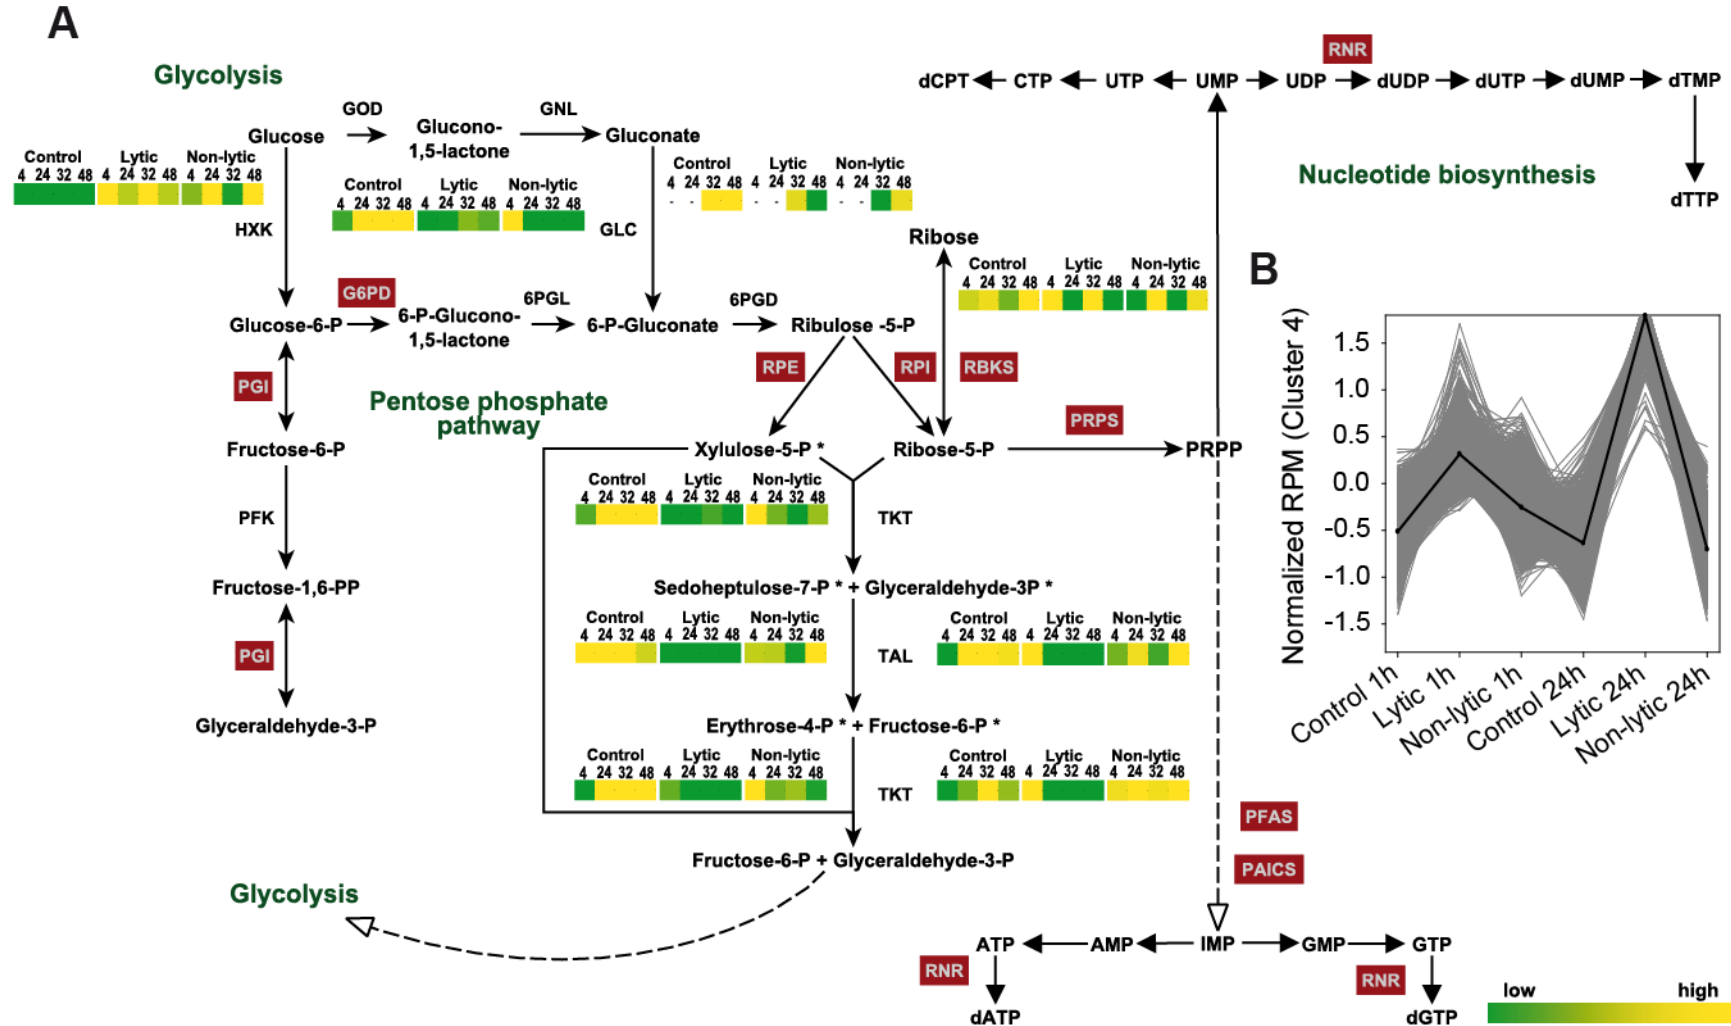 A
Glycolysis
RNR
dCPT CTP UTP UMP UDP dUDP dUTP dUMP dTMP
GOD GNL
Glucose Glucono-
1,5-lactone Gluconate
Control Lytic Non-lytic
4 24 32 48 4 24 32 48 4 24 32 48
Control Lytic Non-lytic
4 24 32 48 4 24 32 48 4 24 32 48
Control Lytic Non-lytic
4 24 32 48 4 24 32 48 4 24 32 48
- - - - - -
Nucleotide biosynthesis
dTTP
HXK GLC
Ribose
Control Lytic Non-lytic
4 24 32 48 4 24 32 48 4 24 32 48
G6PD 6PGL 6PGD
Glucose-6-P 6-P-Glucono-
1,5-lactone 6-P-Gluconate Ribulose -5-P
PGI RPE RPI RBKS
Pentose phosphate
pathway
PRPS
Fructose-6-P Xylulose-5-P * Ribose-5-P PRPP
Control Lytic Non-lytic
4 24 32 48 4 24 32 48 4 24 32 48
PFK TKT
Fructose-1,6-PP Sedoheptulose-7-P * + Glyceraldehyde-3P *
Control Lytic Non-lytic
4 24 32 48 4 24 32 48 4 24 32 48
Control Lytic Non-lytic
4 24 32 48 4 24 32 48 4 24 32 48
PGI TAL
Glyceraldehyde-3-P Erythrose-4-P * + Fructose-6-P *
Control Lytic Non-lytic
4 24 32 48 4 24 32 48 4 24 32 48
Control Lytic Non-lytic
4 24 32 48 4 24 32 48 4 24 32 48
TKT
PFAS
Fructose-6-P + Glyceraldehyde-3-P
PAICS
Glycolysis
ATP AMP IMP GMP GTP
RNR RNR
dATP dGTP
low high
B
Normalized RPM (Cluster 4)
1.5
1.0
0.5
0.0
-0.5
-1.0
-1.5
Control 1h
Lytic 1h
Non-lytic 1h
Control 24h
Lytic 24h
Non-lytic 24h